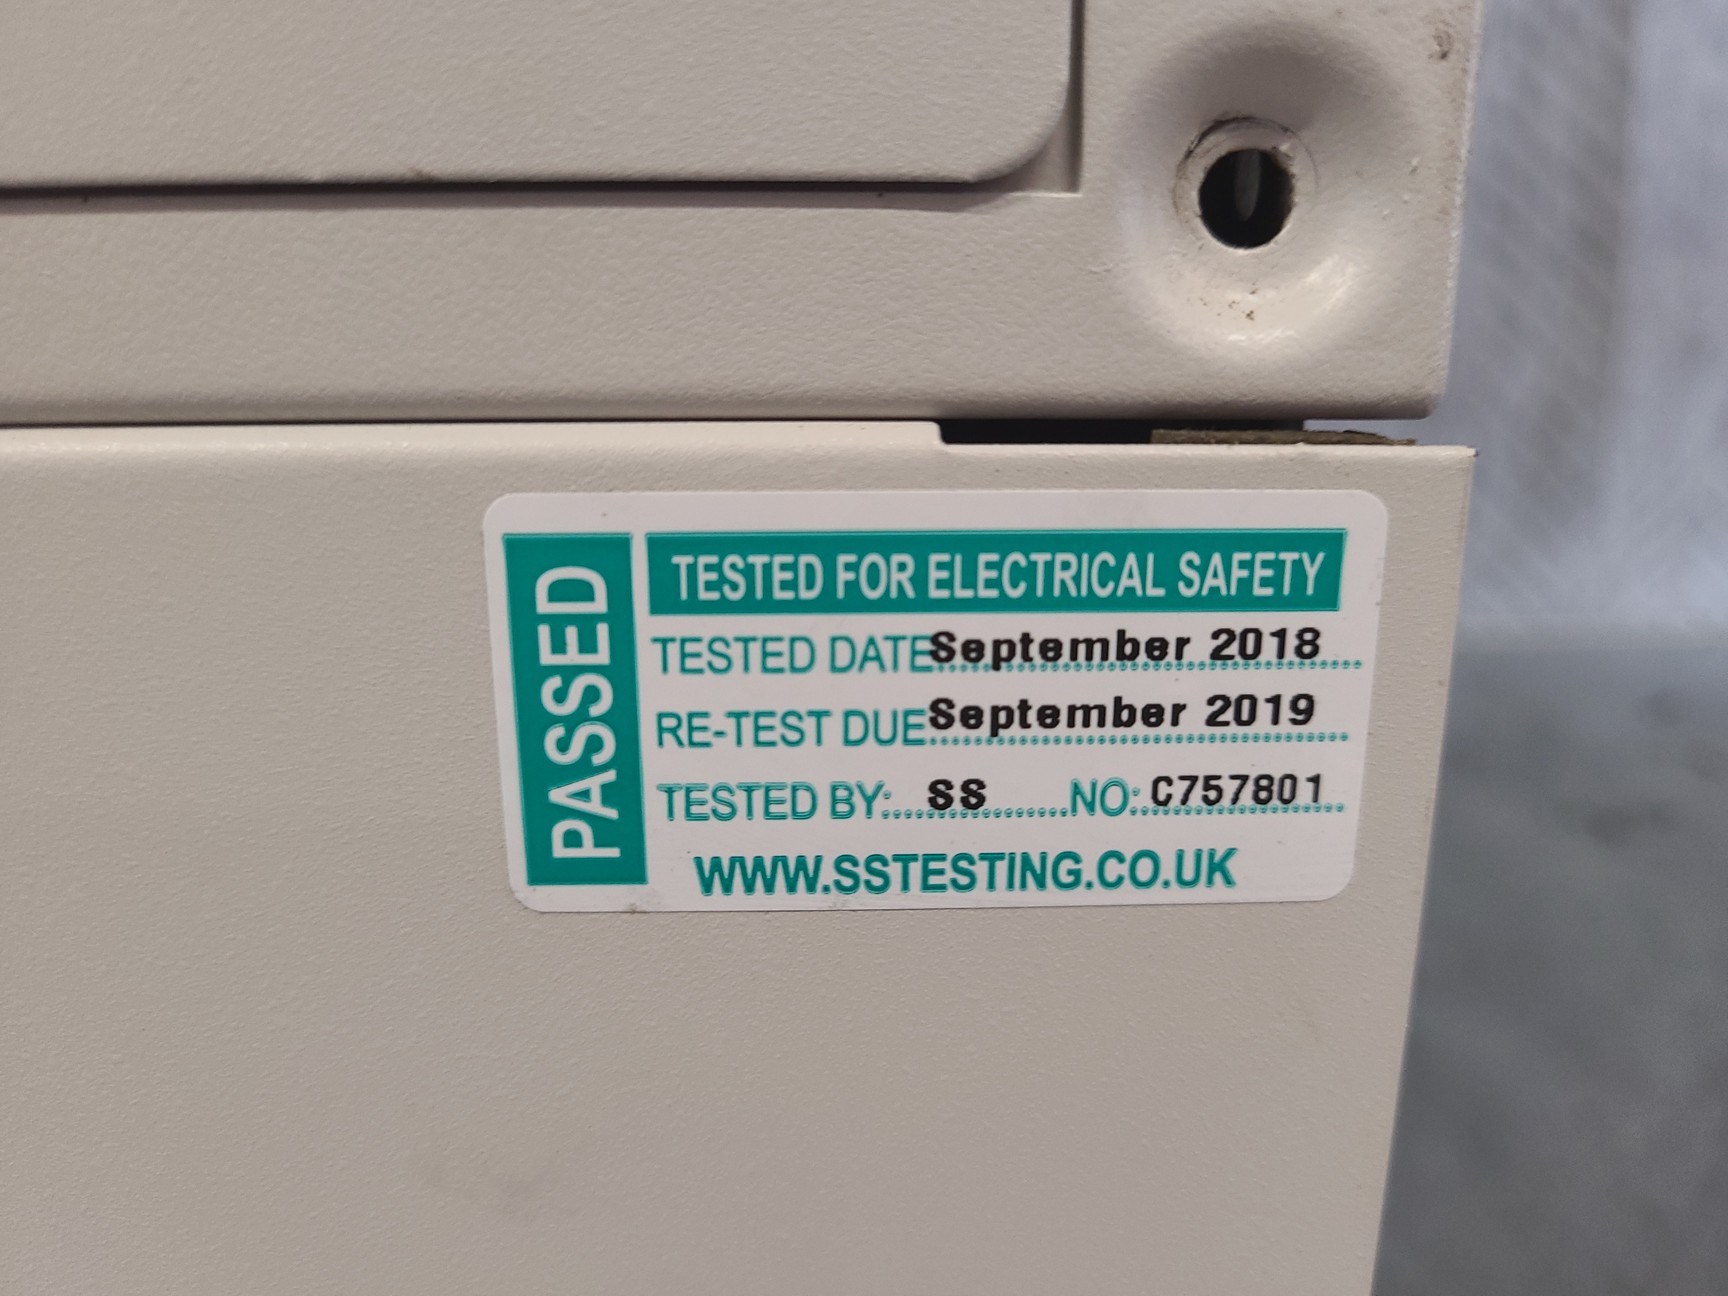 PASSED
TESTED FOR ELECTRICAL SAFETY
TESTED DATE September 2018
RE-TEST DUE September 2019
TESTED BY: SS NO: C757801
WWW.SSTESTING.CO.UK